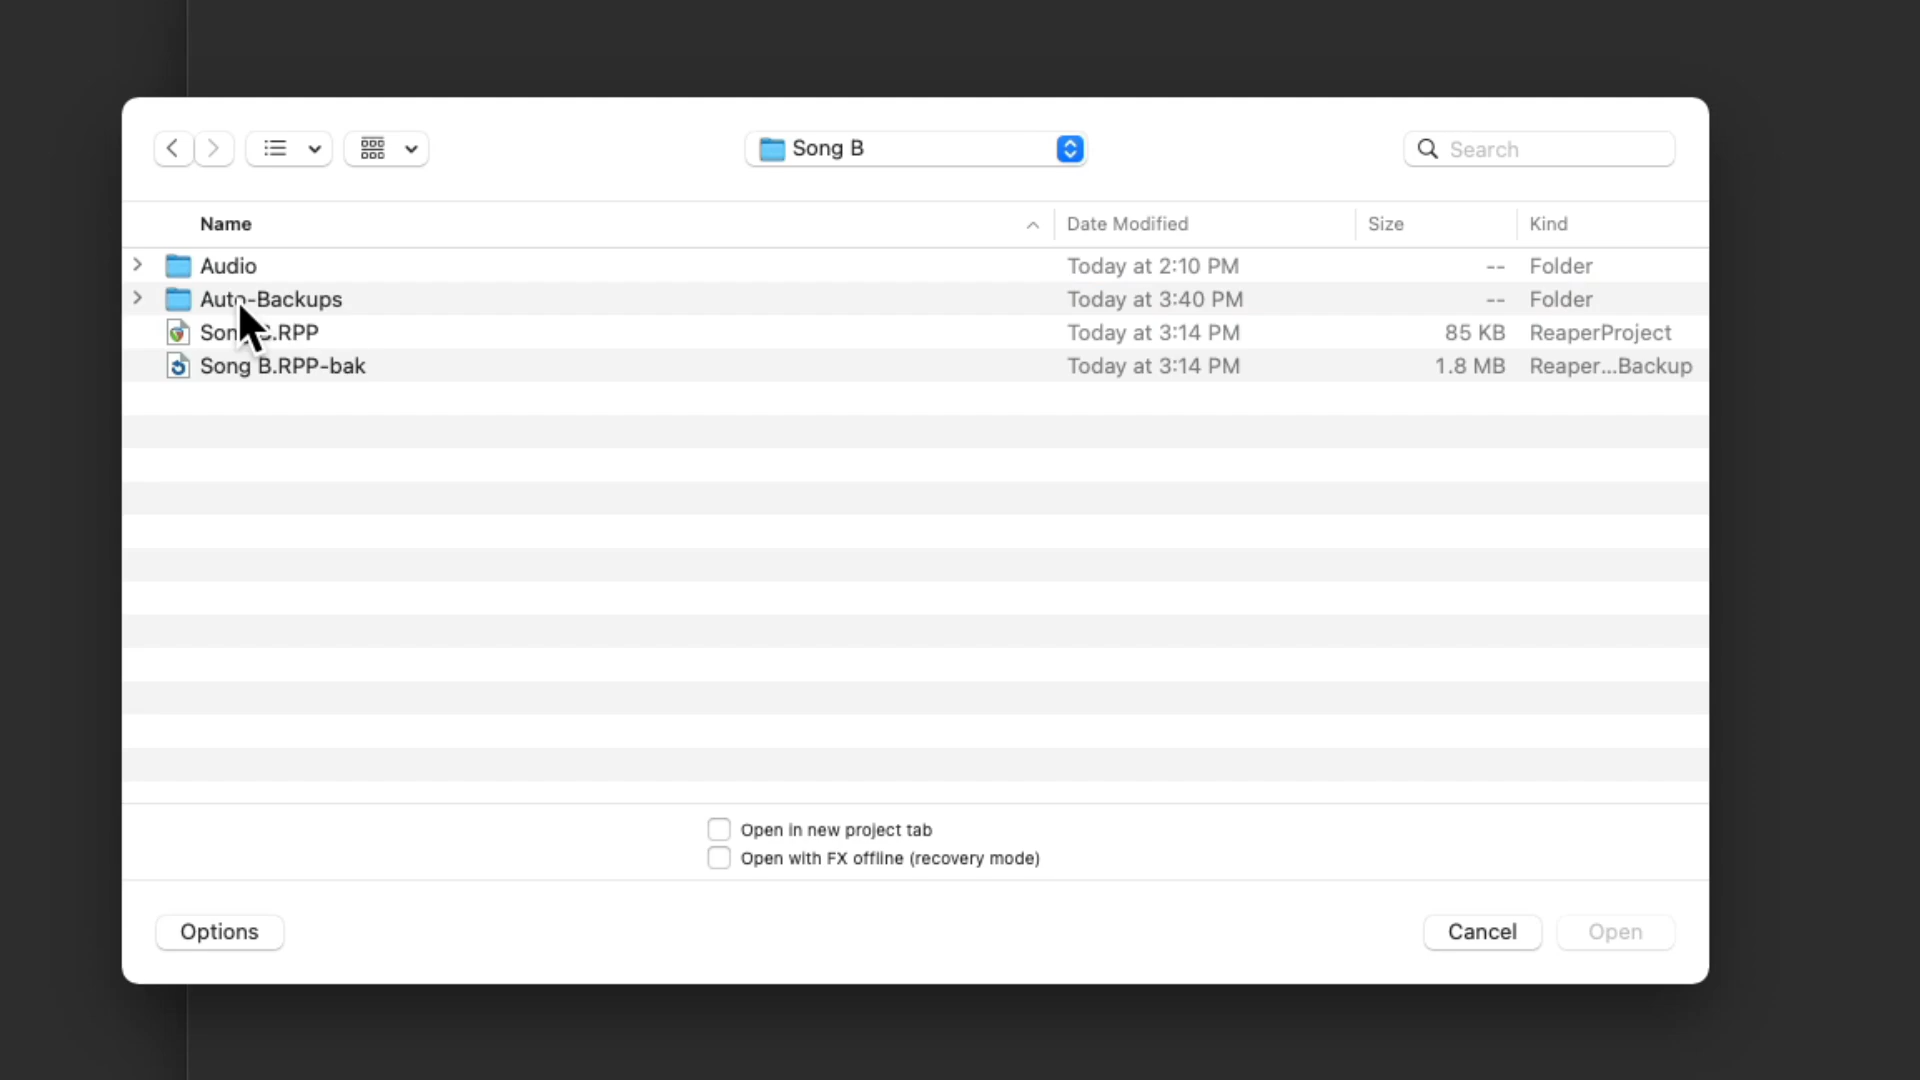 Song B
Search
Name Date Modified Size Kind
Audio Today at 2:10 PM -- Folder
Auto-Backups Today at 3:40 PM -- Folder
Son .RPP Today at 3:14 PM 85 KB ReaperProject
Song B.RPP-bak Today at 3:14 PM 1.8 MB Reaper...Backup
Open in new project tab
Open with FX offline (recovery mode)
Options Cancel Open